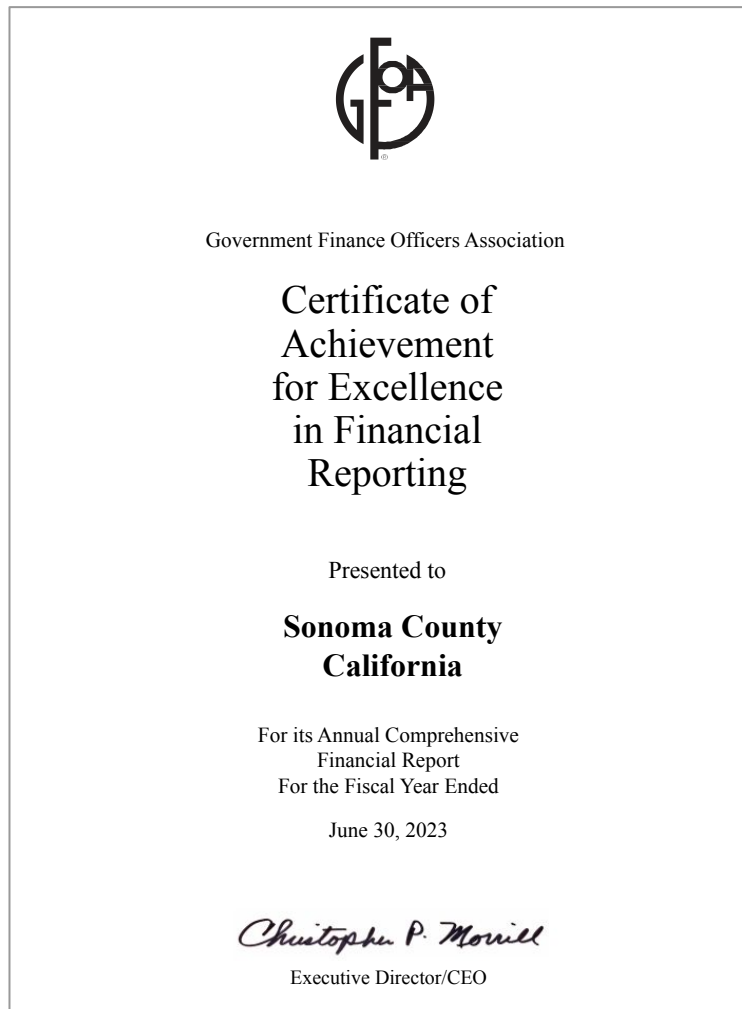 GFOA
®
Government Finance Officers Association
Certificate of
Achievement
for Excellence
in Financial
Reporting
Presented to
Sonoma County
California
For its Annual Comprehensive
Financial Report
For the Fiscal Year Ended
June 30, 2023
Christopher P. Morrill
Executive Director/CEO